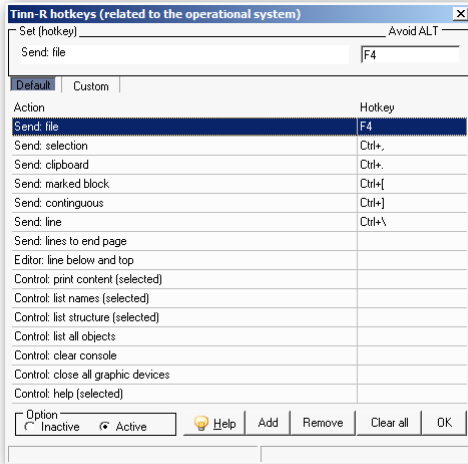 Tinn-R hotkeys (related to the operational system)
Set (hotkey) Avoid ALT
Send: file F4
Default Custom
Action Hotkey
Send: file F4
Send: selection Ctrl+,
Send: clipboard Ctrl+.
Send: marked block Ctrl+[
Send: continguous Ctrl+]
Send: line Ctrl+\
Send: lines to end page
Editor: line below and top
Control: print content (selected)
Control: list names (selected)
Control: list structure (selected)
Control: list all objects
Control: clear console
Control: close all graphic devices
Control: help (selected)
Option
Inactive Active Help Add Remove Clear all OK